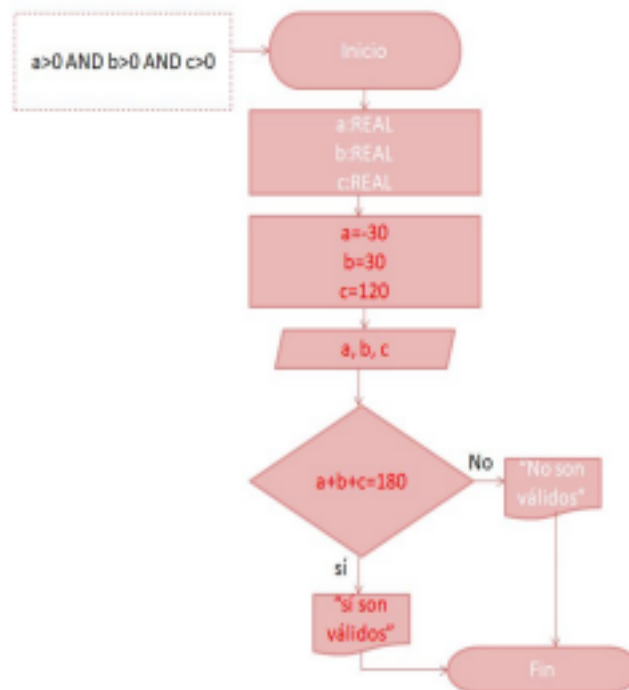 a>0 AND b>0 AND c>0
Inicio
a:REAL
b:REAL
c:REAL
a=-30
b=30
c=120
a, b, c
a+b+c=180
No
"No son
válidos"
si
"sí son
válidos"
Fin